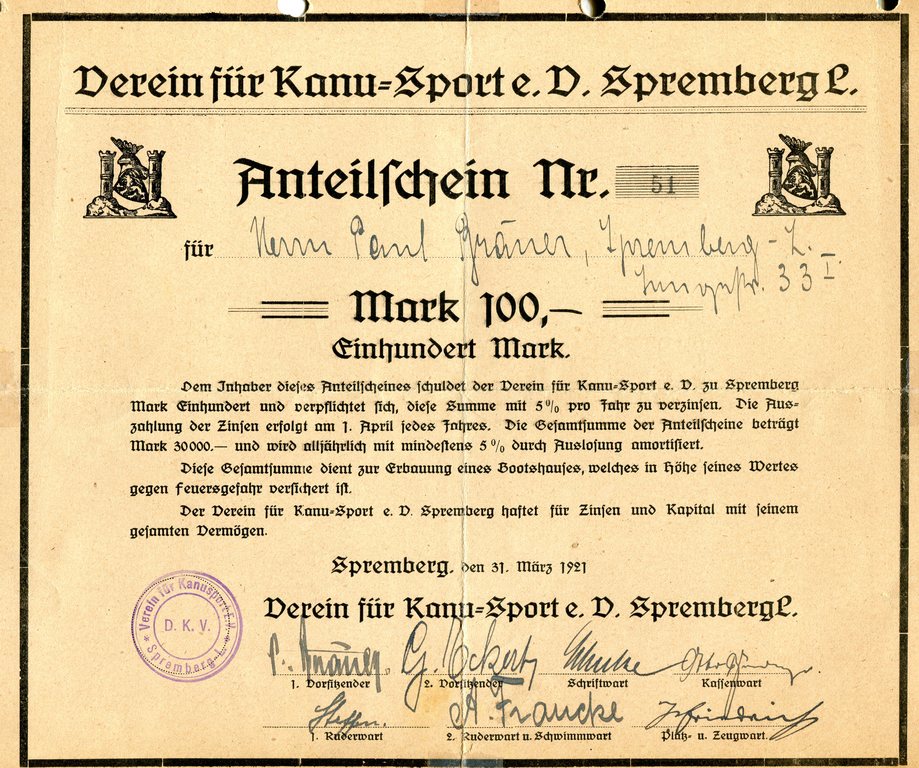 Verein für Kanu-Sport e. V. Spremberg L.
Anteilschein Nr. 51
für Herrn Paul Bräuer, Spremberg-L.
33 I.
Mark 100,—
Einhundert Mark.
Dem Inhaber dieses Anteilscheines schuldet der Verein für Kanu-Sport e. V. zu Spremberg
Mark Einhundert und verpflichtet sich, diese Summe mit 5% pro Jahr zu verzinsen. Die Aus-
zahlung der Zinsen erfolgt am 1. April jedes Jahres. Die Gesamtsumme der Anteilscheine beträgt
Mark 30000.— und wird alljährlich mit mindestens 5% durch Auslosung amortisiert.
Diese Gesamtsumme dient zur Erbauung eines Bootshauses, welches in Höhe seines Wertes
gegen Feuersgefahr versichert ist.
Der Verein für Kanu-Sport e. V. Spremberg haftet für Zinsen und Kapital mit seinem
gesamten Vermögen.
Spremberg, den 31. März 1921
Verein für Kanu-Sport e. V. Spremberg L.
Verein für Kanusport e.V.
D. K. V.
Spremberg-L.
P. Bräuer. G. Eckert
1. Vorsitzender 2. Vorsitzender Schriftwart Kassenwart
A. Francke J. Friedrich
1. Ruderwart 2. Ruderwart u. Schwimmwart Platz- u. Zeugwart.